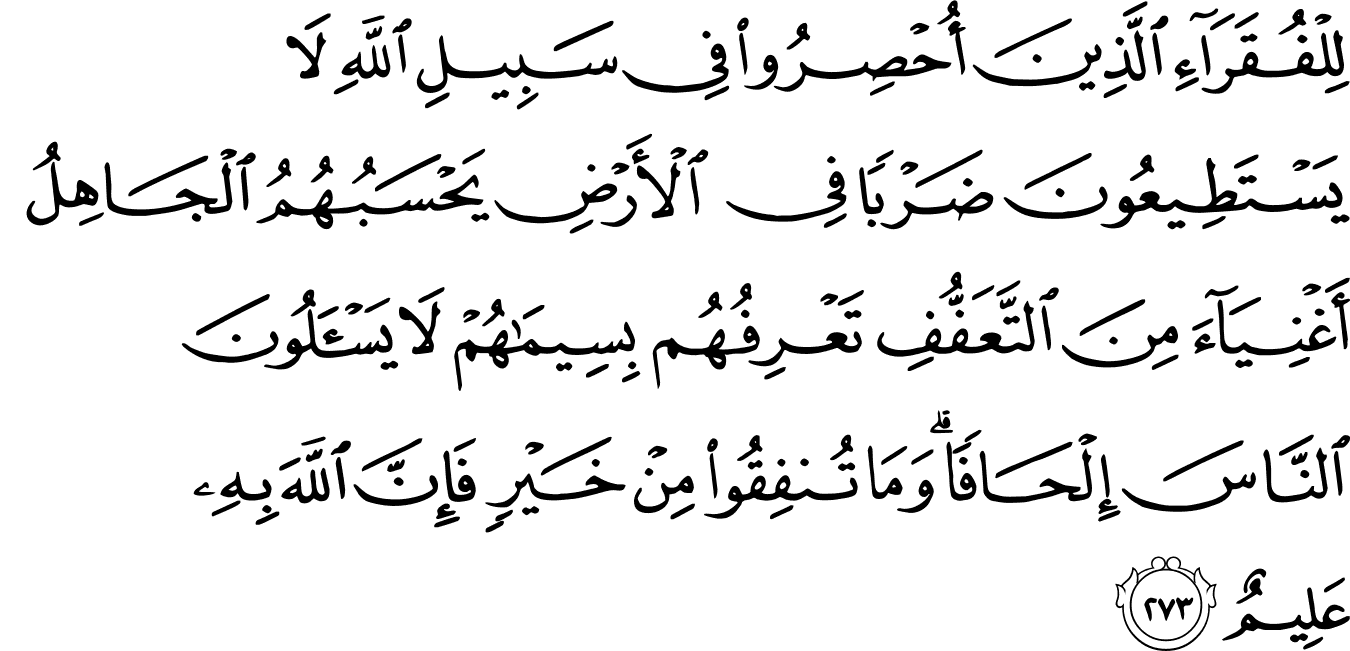 لِلْفُقَرَآءِ ٱلَّذِينَ أُحْصِرُوا۟ فِى سَبِيلِ ٱللَّهِ لَا
يَسْتَطِيعُونَ ضَرْبًا فِى ٱلْأَرْضِ يَحْسَبُهُمُ ٱلْجَاهِلُ
أَغْنِيَآءَ مِنَ ٱلتَّعَفُّفِ تَعْرِفُهُم بِسِيمَـٰهُمْ لَا يَسْـَٔلُونَ
ٱلنَّاسَ إِلْحَافًا ۗ وَمَا تُنفِقُوا۟ مِنْ خَيْرٍ فَإِنَّ ٱللَّهَ بِهِۦ
عَلِيمٌ ٢٧٣